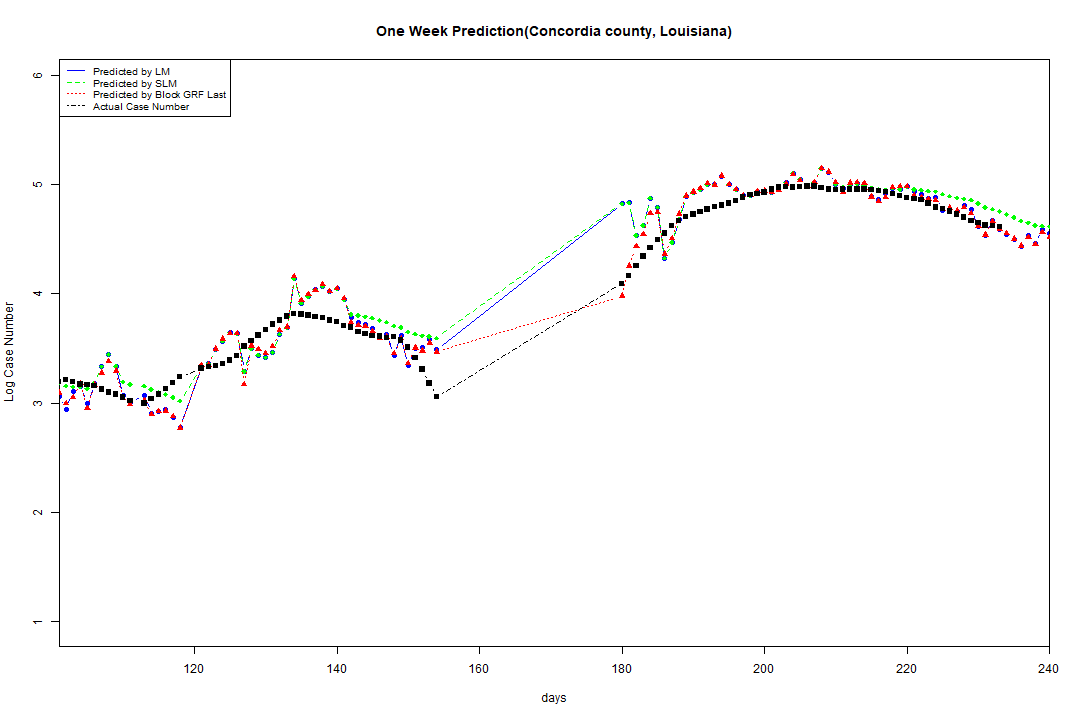 One Week Prediction(Concordia county, Louisiana)
Predicted by LM
Predicted by SLM
Predicted by Block GRF Last
Actual Case Number
6
5
4
3
2
1
Log Case Number
120 140 160 180 200 220 240
days